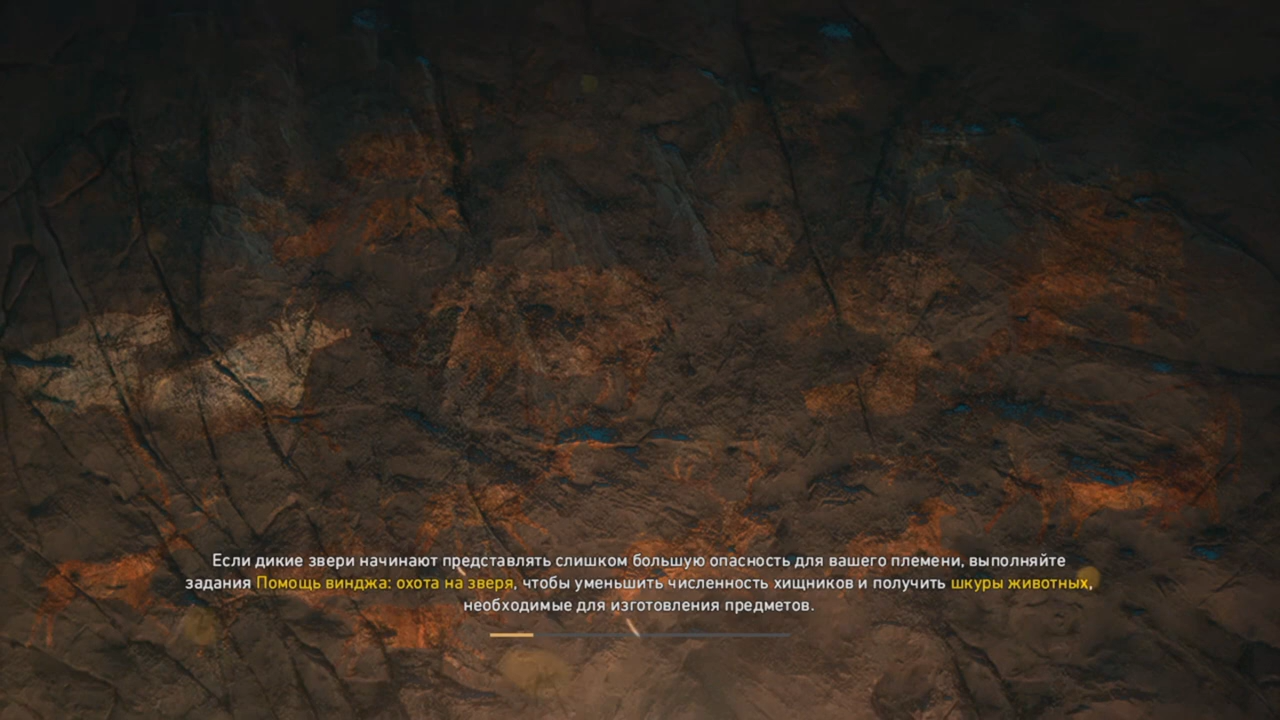 Если дикие звери начинают представлять слишком большую опасность для вашего племени, выполняйте
задания Помощь винджа: охота на зверя, чтобы уменьшить численность хищников и получить шкуры животных,
необходимые для изготовления предметов.